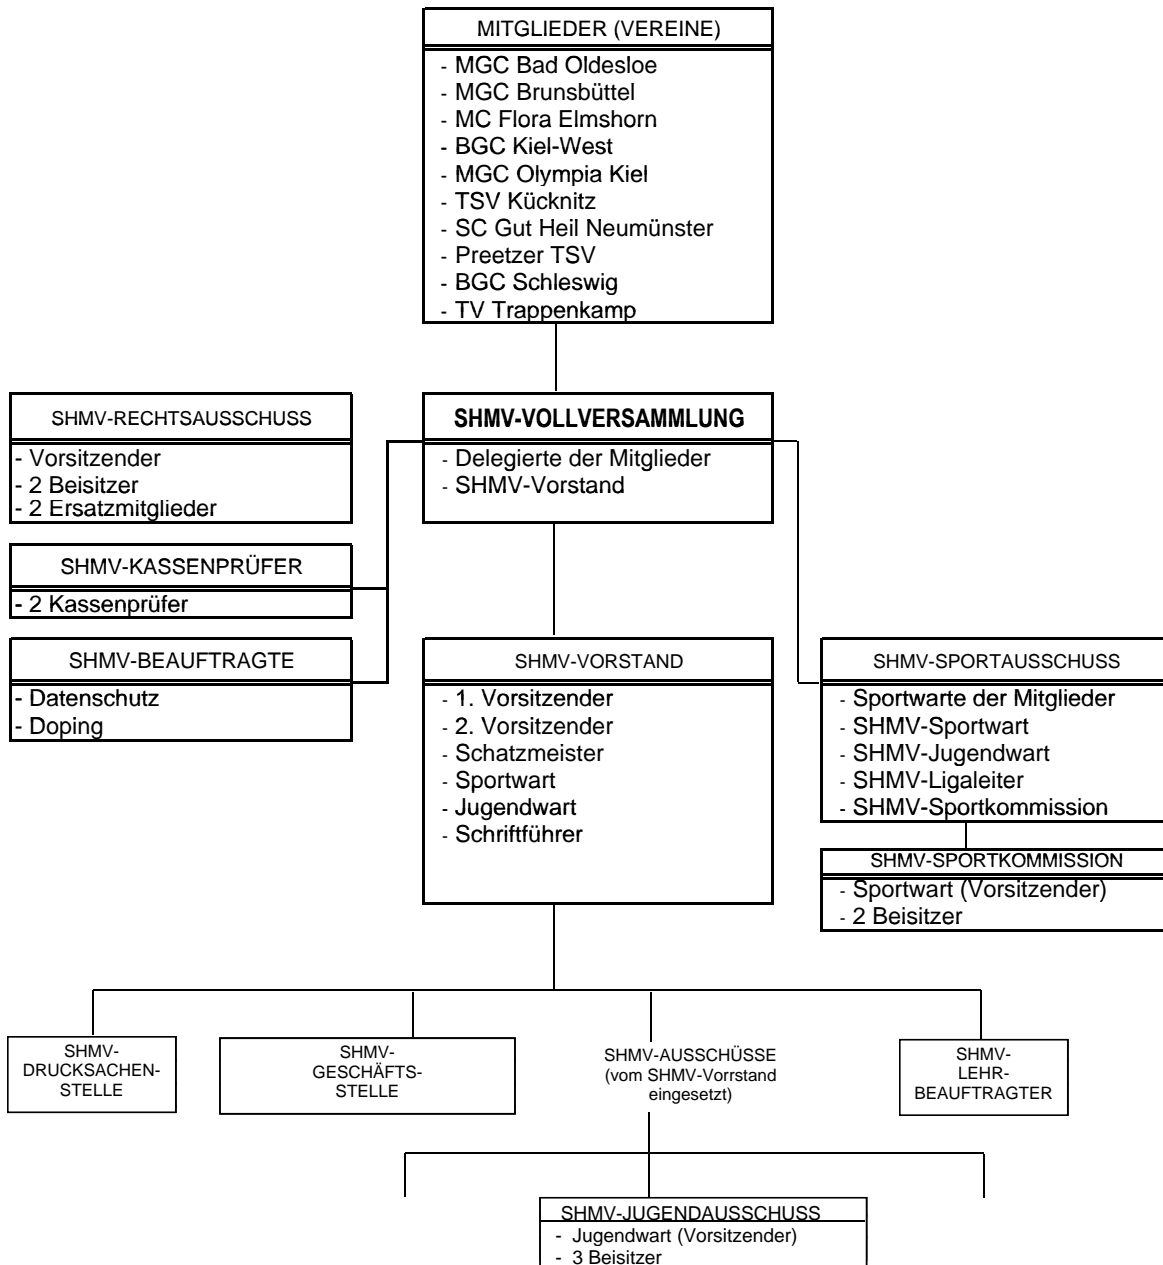 MITGLIEDER (VEREINE)
- MGC Bad Oldesloe
- MGC Brunsbüttel
- MC Flora Elmshorn
- BGC Kiel-West
- MGC Olympia Kiel
- TSV Kücknitz
- SC Gut Heil Neumünster
- Preetzer TSV
- BGC Schleswig
- TV Trappenkamp
SHMV-RECHTSAUSSCHUSS
- Vorsitzender
- 2 Beisitzer
- 2 Ersatzmitglieder
SHMV-VOLLVERSAMMLUNG
- Delegierte der Mitglieder
- SHMV-Vorstand
SHMV-KASSENPRÜFER
- 2 Kassenprüfer
SHMV-BEAUFTRAGTE
- Datenschutz
- Doping
SHMV-VORSTAND
- 1. Vorsitzender
- 2. Vorsitzender
- Schatzmeister
- Sportwart
- Jugendwart
- Schriftführer
SHMV-SPORTAUSSCHUSS
- Sportwarte der Mitglieder
- SHMV-Sportwart
- SHMV-Jugendwart
- SHMV-Ligaleiter
- SHMV-Sportkommission
SHMV-SPORTKOMMISSION
- Sportwart (Vorsitzender)
- 2 Beisitzer
SHMV-
DRUCKSACHEN-
STELLE
SHMV-
GESCHÄFTS-
STELLE
SHMV-AUSSCHÜSSE
(vom SHMV-Vorrstand
eingesetzt)
SHMV-
LEHR-
BEAUFTRAGTER
SHMV-JUGENDAUSSCHUSS
- Jugendwart (Vorsitzender)
- 3 Beisitzer